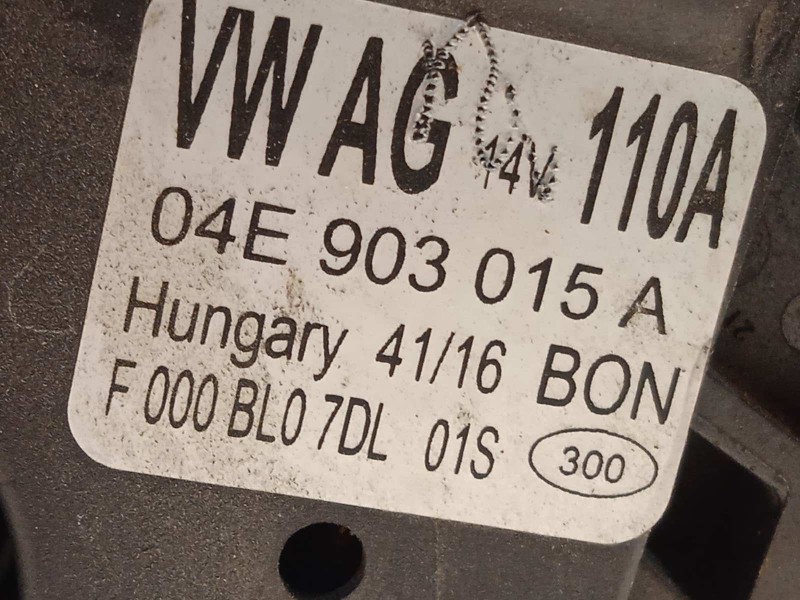 VW AG 14V 110A
04E 903 015 A
Hungary 41/16 BON
F 000 BL0 7DL 01S 300